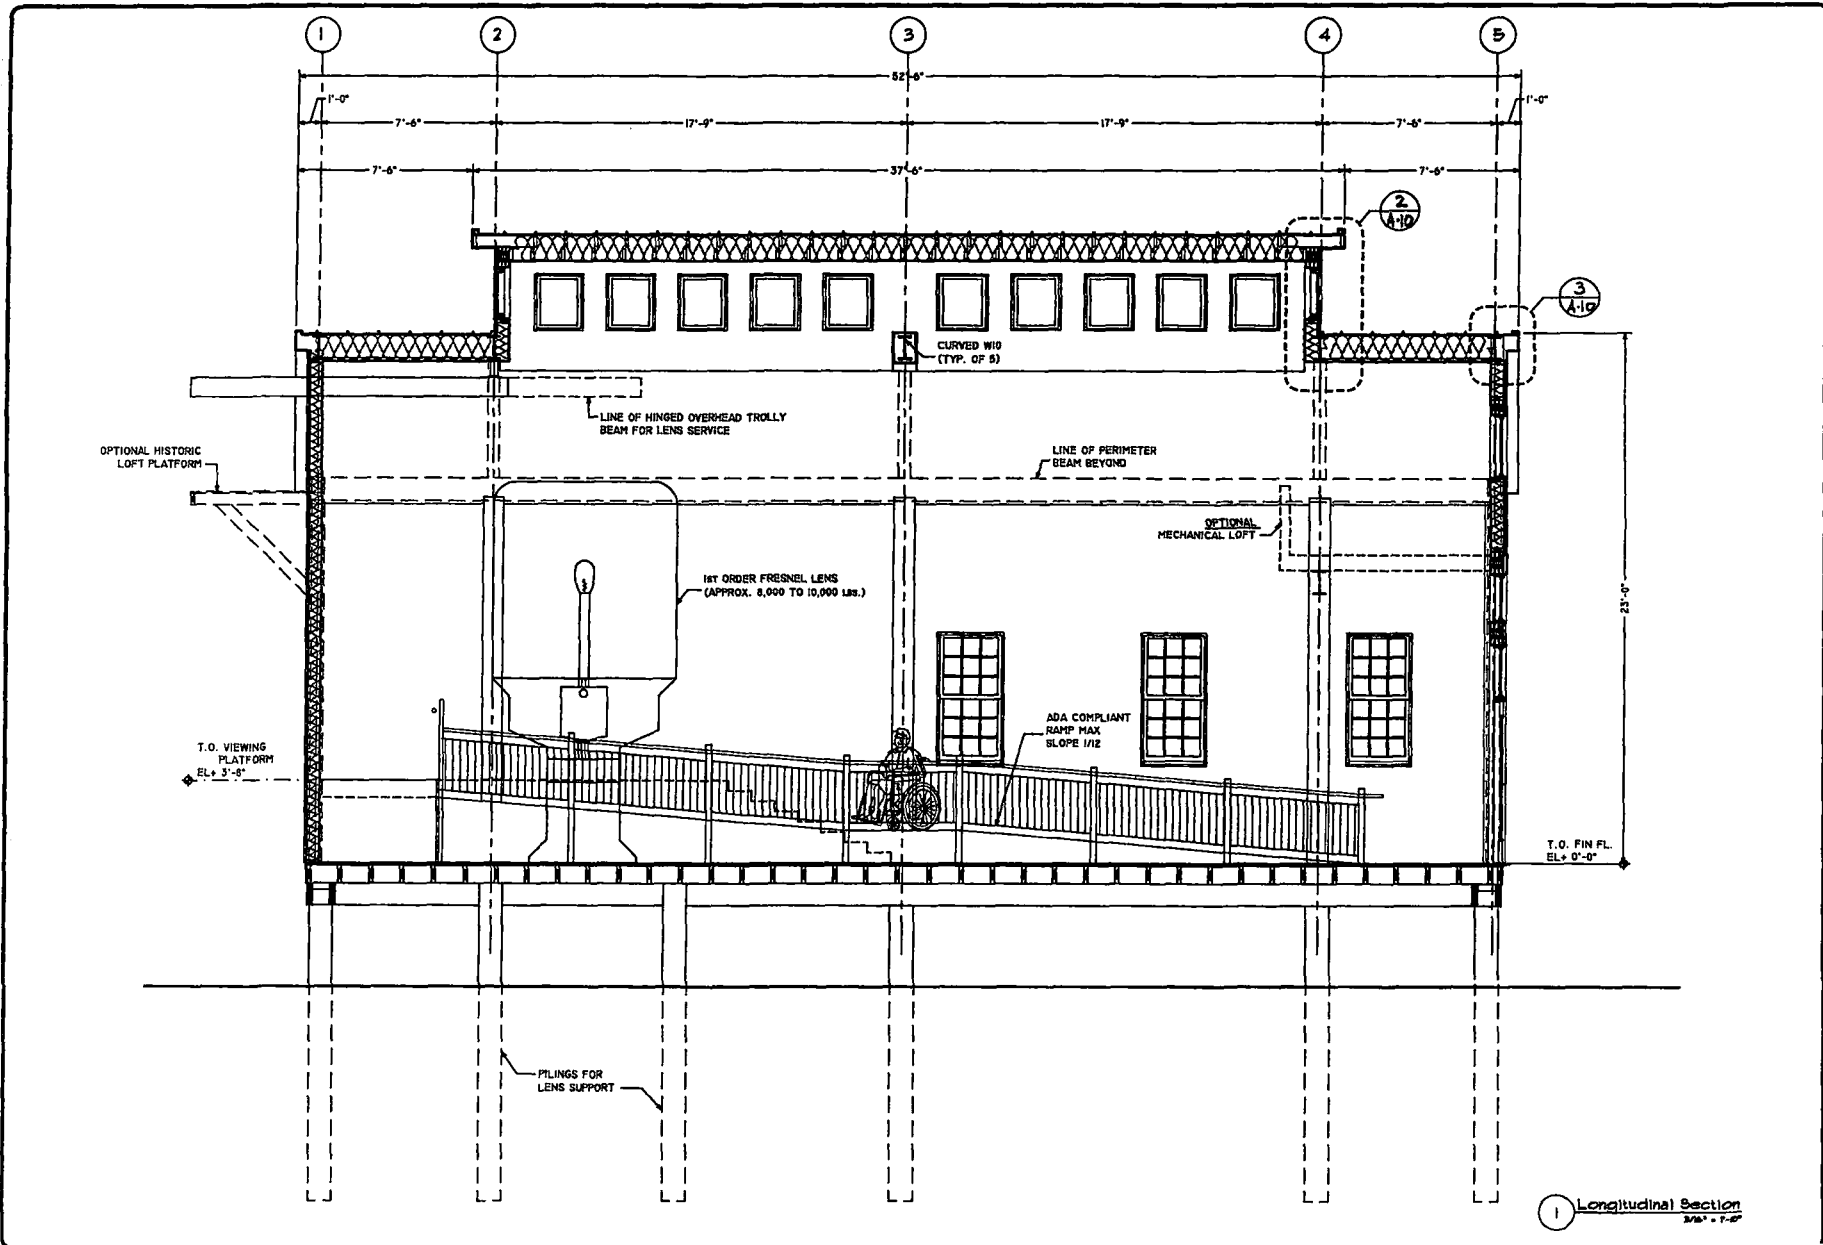 1
2
3
4
5
52'-6"
1'-0"
7'-6"
17'-9"
17'-9"
7'-6"
1'-0"
7'-6"
37'-6"
7'-6"
2
A-10
3
A-10
CURVED W10
(TYP. OF 5)
LINE OF HINGED OVERHEAD TROLLY
BEAM FOR LENS SERVICE
OPTIONAL HISTORIC
LOFT PLATFORM
LINE OF PERIMETER
BEAM BEYOND
OPTIONAL
MECHANICAL LOFT
1ST ORDER FRESNEL LENS
(APPROX. 8,000 TO 10,000 LBS.)
23'-0"
ADA COMPLIANT
RAMP MAX
SLOPE 1/12
T.O. VIEWING
PLATFORM
EL+ 3'-8"
T.O. FIN FL.
EL+ 0'-0"
PILINGS FOR
LENS SUPPORT
1
Longitudinal Section